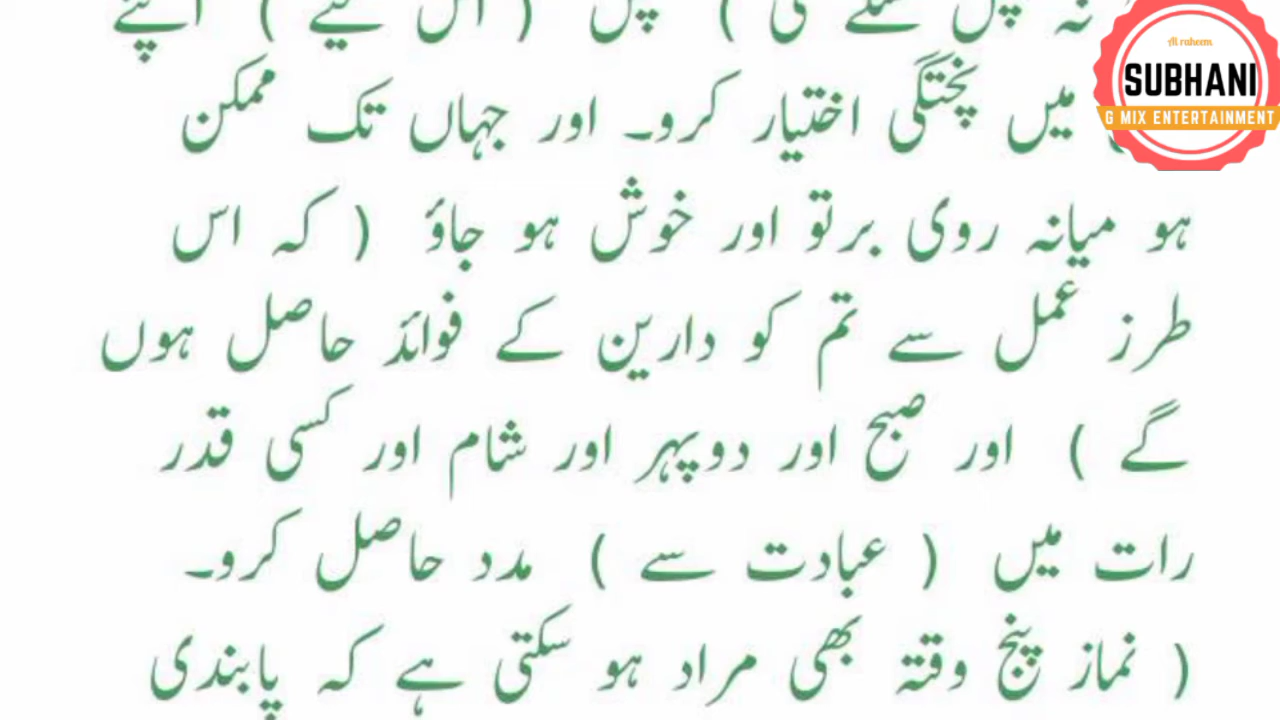 نہ چل سکے گی ) پس ( اس لیے ) اپنے
میں پختگی اختیار کرو۔ اور جہاں تک ممکن
ہو میانہ روی برتو اور خوش ہو جاؤ ( کہ اس
طرز عمل سے تم کو دارین کے فوائد حاصل ہوں
گے ) اور صبح اور دوپہر اور شام اور کسی قدر
رات میں ( عبادت سے ) مدد حاصل کرو۔
( نماز پنج وقتہ بھی مراد ہو سکتی ہے کہ پابندی
Al raheem
SUBHANI
G MIX ENTERTAINMENT